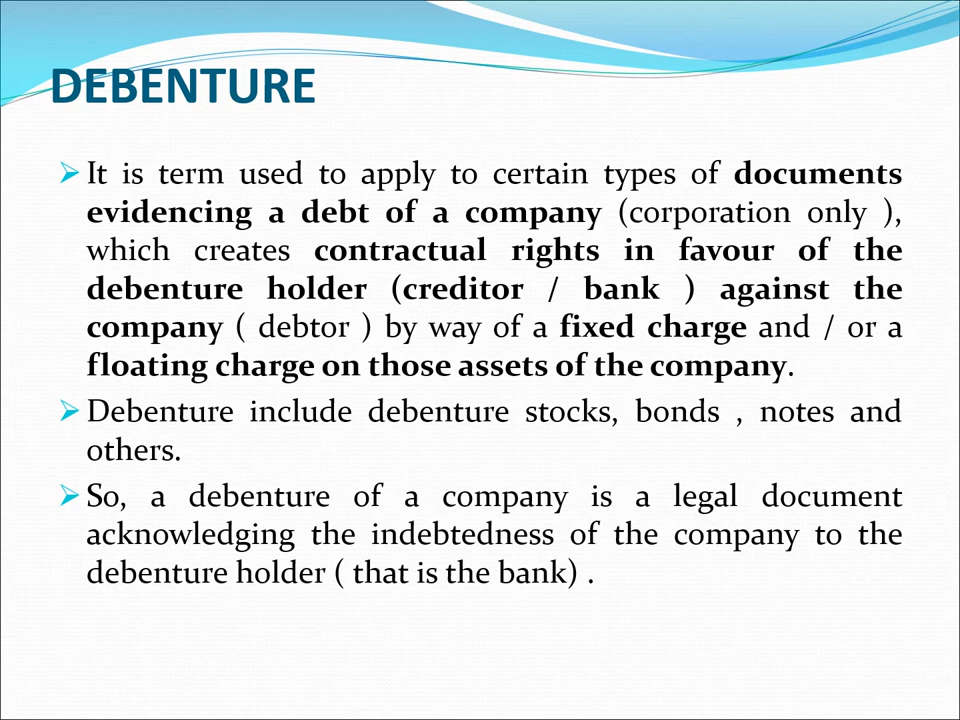 DEBENTURE
It is term used to apply to certain types of documents
evidencing a debt of a company (corporation only ),
which creates contractual rights in favour of the
debenture holder (creditor / bank ) against the
company ( debtor ) by way of a fixed charge and / or a
floating charge on those assets of the company.
Debenture include debenture stocks, bonds , notes and
others.
So, a debenture of a company is a legal document
acknowledging the indebtedness of the company to the
debenture holder ( that is the bank) .